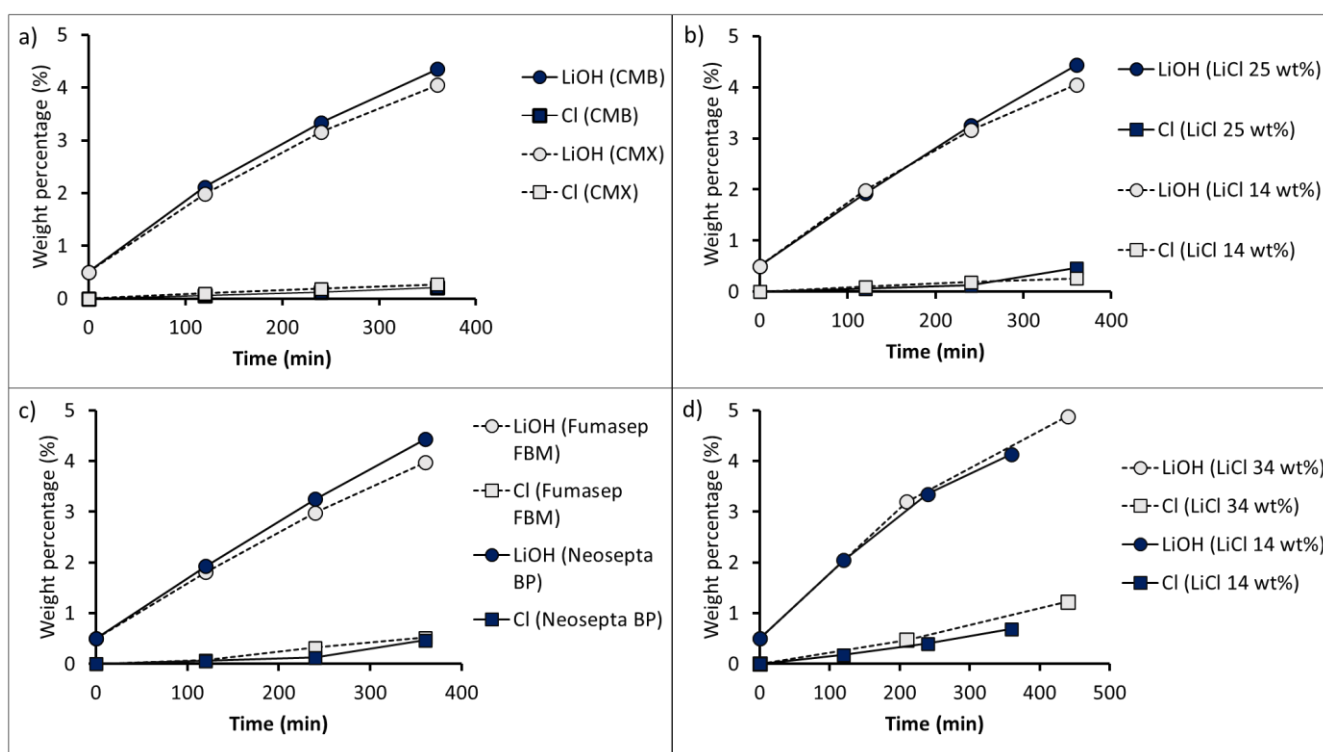 a)
Weight percentage (%)
5
4
3
2
1
0
0 100 200 300 400
Time (min)
LiOH (CMB)
Cl (CMB)
LiOH (CMX)
Cl (CMX)
b)
Weight percentage (%)
5
4
3
2
1
0
0 100 200 300 400
Time (min)
LiOH (LiCl 25 wt%)
Cl (LiCl 25 wt%)
LiOH (LiCl 14 wt%)
Cl (LiCl 14 wt%)
c)
Weight percentage (%)
5
4
3
2
1
0
0 100 200 300 400
Time (min)
LiOH (Fumasep
FBM)
Cl (Fumasep
FBM)
LiOH (Neosepta
BP)
Cl (Neosepta BP)
d)
Weight percentage (%)
5
4
3
2
1
0
0 100 200 300 400 500
Time (min)
LiOH (LiCl 34 wt%)
Cl (LiCl 34 wt%)
LiOH (LiCl 14 wt%)
Cl (LiCl 14 wt%)